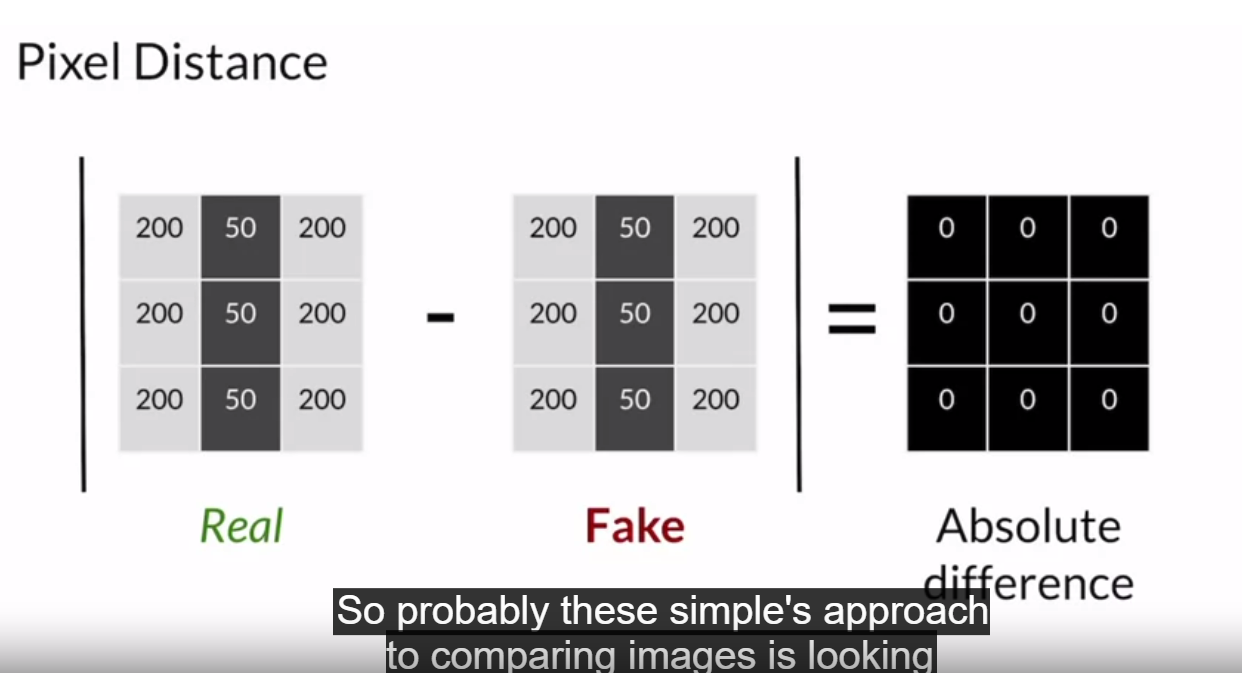 Pixel Distance
200 50 200 200 50 200 0 0 0
200 50 200 - 200 50 200 = 0 0 0
200 50 200 200 50 200 0 0 0
Real Fake Absolute
difference
So probably these simple's approach
to comparing images is looking